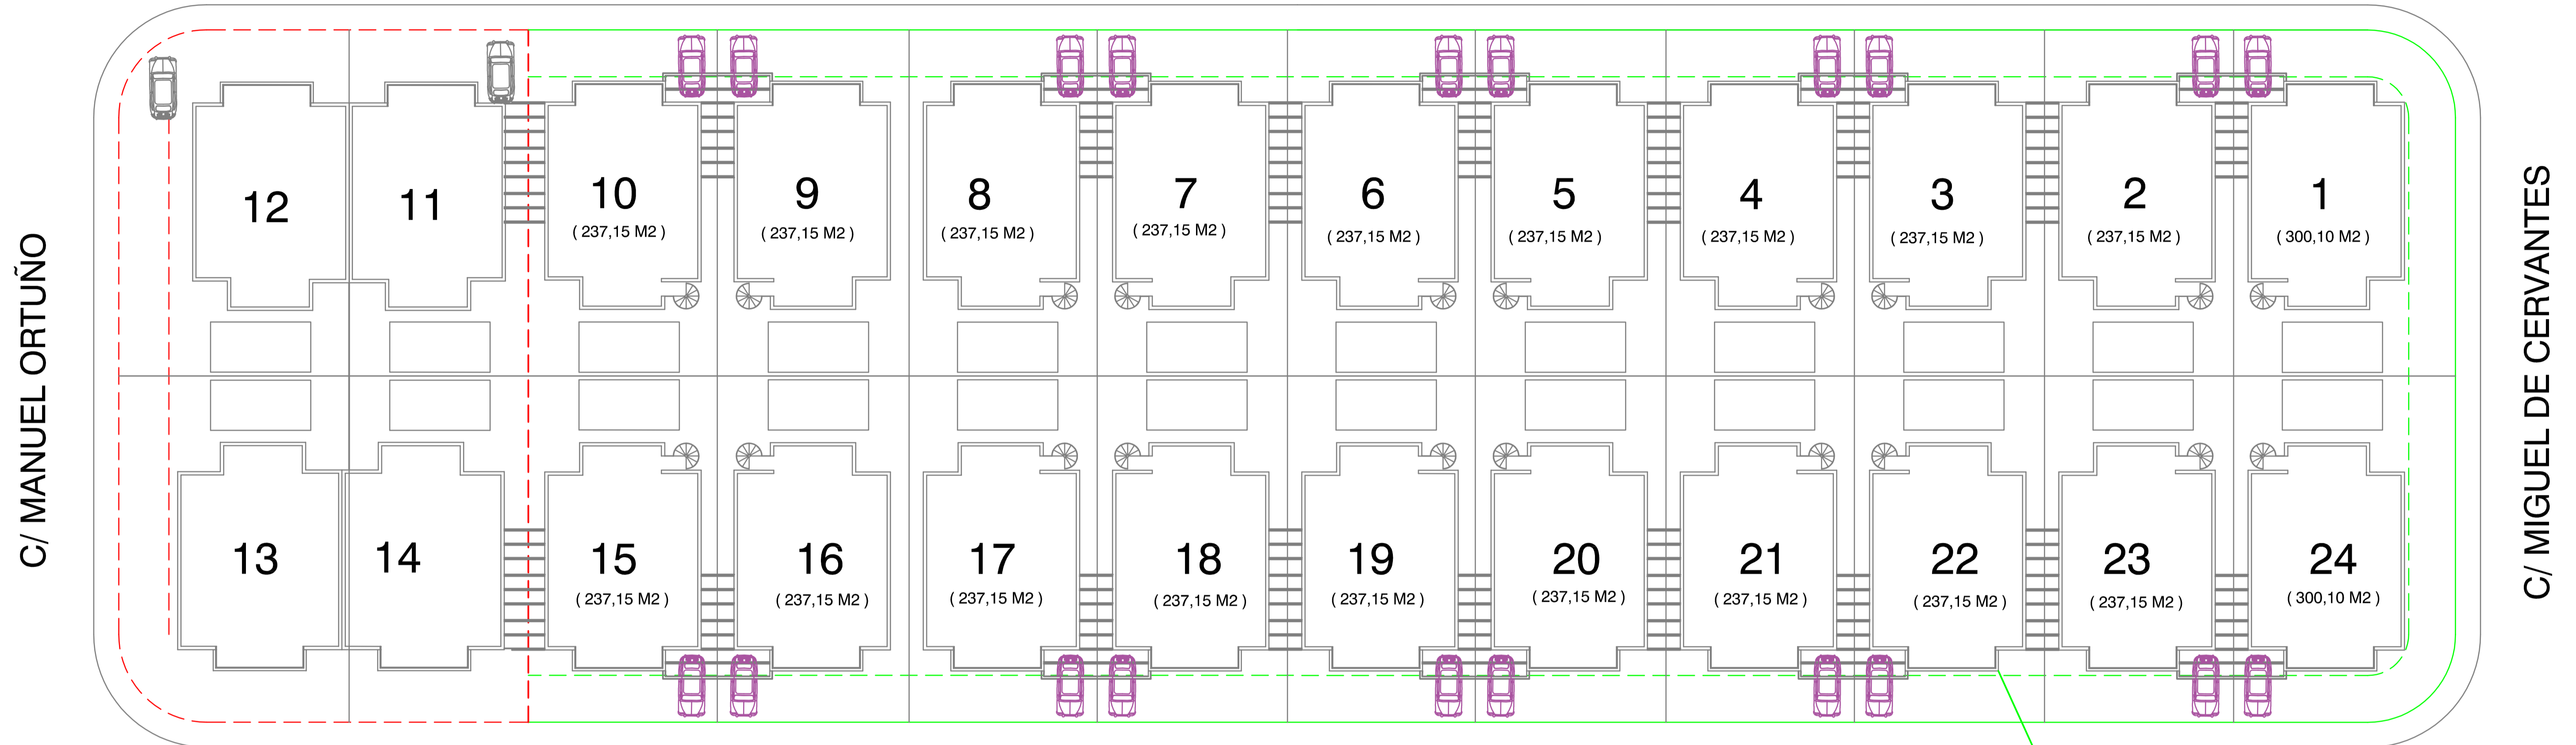 C/ MANUEL ORTUÑO
12
11
10
( 237,15 M2 )
9
( 237,15 M2 )
8
( 237,15 M2 )
7
( 237,15 M2 )
6
( 237,15 M2 )
5
( 237,15 M2 )
4
( 237,15 M2 )
3
( 237,15 M2 )
2
( 237,15 M2 )
1
( 300,10 M2 )
13
14
15
( 237,15 M2 )
16
( 237,15 M2 )
17
( 237,15 M2 )
18
( 237,15 M2 )
19
( 237,15 M2 )
20
( 237,15 M2 )
21
( 237,15 M2 )
22
( 237,15 M2 )
23
( 237,15 M2 )
24
( 300,10 M2 )
C/ MIGUEL DE CERVANTES